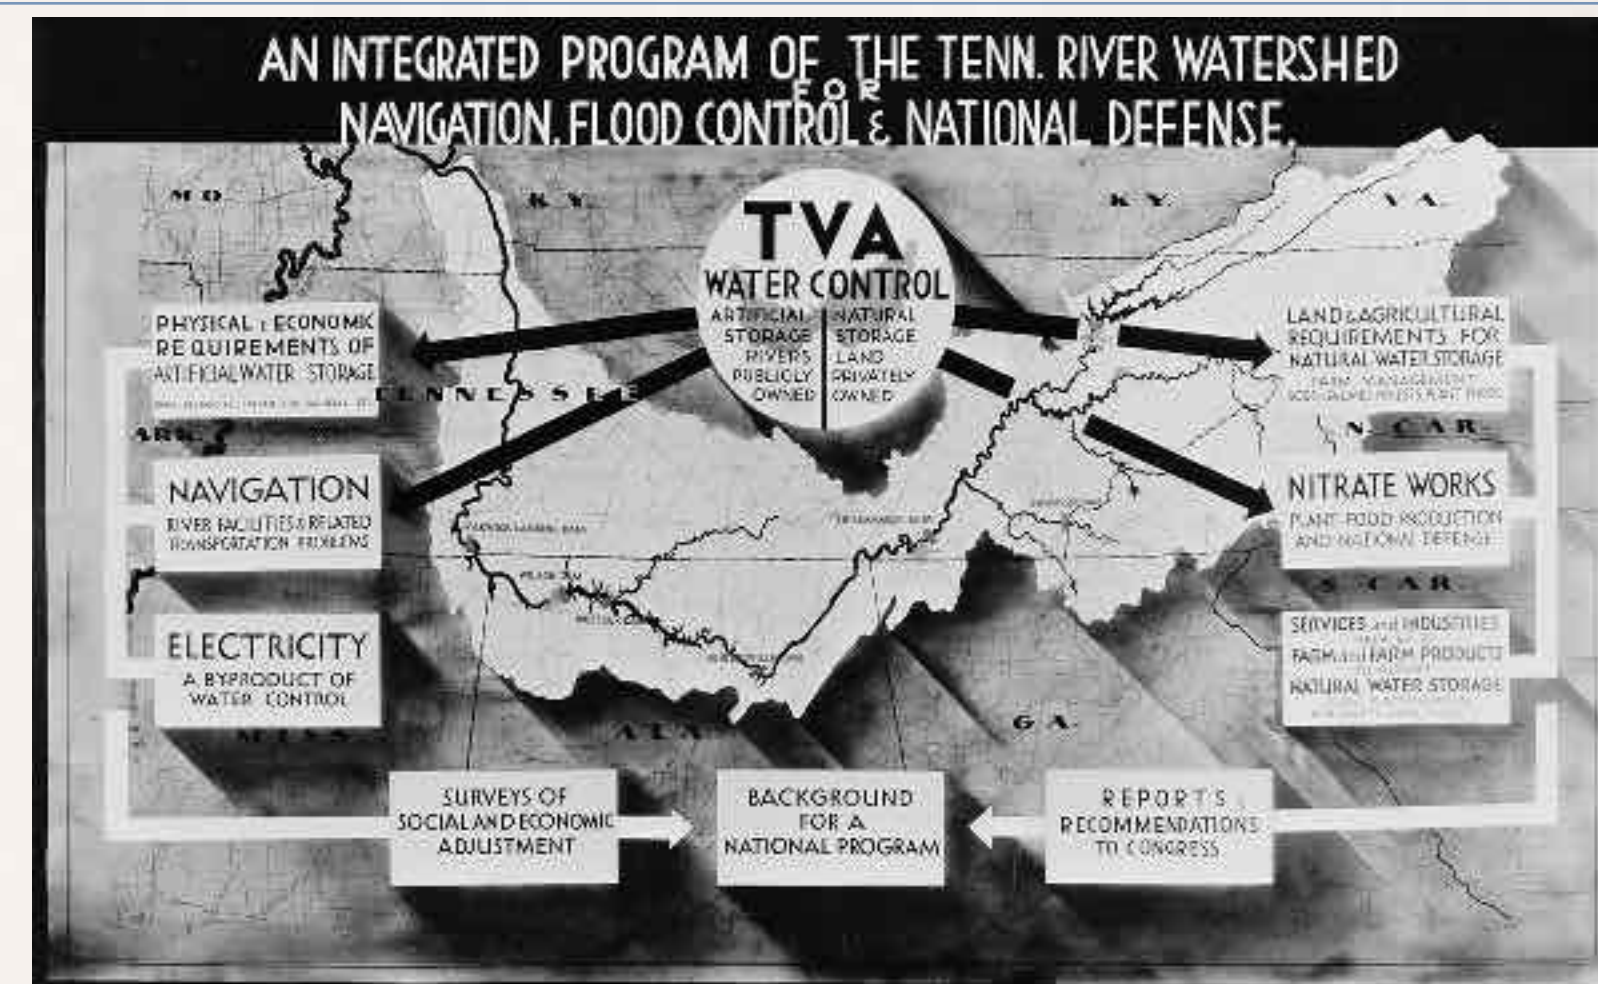 AN INTEGRATED PROGRAM OF THE TENN. RIVER WATERSHED
FOR
NAVIGATION, FLOOD CONTROL & NATIONAL DEFENSE.
MO
KY.
KY.
VA.
TVA
WATER CONTROL
ARTIFICIAL
STORAGE
RIVERS
PUBLICLY
OWNED
NATURAL
STORAGE
LAND
PRIVATELY
OWNED
PHYSICAL & ECONOMIC
REQUIREMENTS OF
ARTIFICIAL WATER STORAGE
TENNESSEE
ARK.
LAND & AGRICULTURAL
REQUIREMENTS FOR
NATURAL WATER STORAGE
FARM MANAGEMENT
N. CAR.
NAVIGATION
RIVER FACILITIES & RELATED
TRANSPORTATION PROBLEMS
NITRATE WORKS
PLANT FOOD PRODUCTION
AND NATIONAL DEFENSE
S. CAR.
ELECTRICITY
A BYPRODUCT OF
WATER CONTROL
SERVICES and INDUSTRIES
FARM and FARM PRODUCTS
NATURAL WATER STORAGE
MISS.
ALA.
GA.
SURVEYS OF
SOCIAL AND ECONOMIC
ADJUSTMENT
BACKGROUND
FOR A
NATIONAL PROGRAM
REPORTS
RECOMMENDATIONS
TO CONGRESS